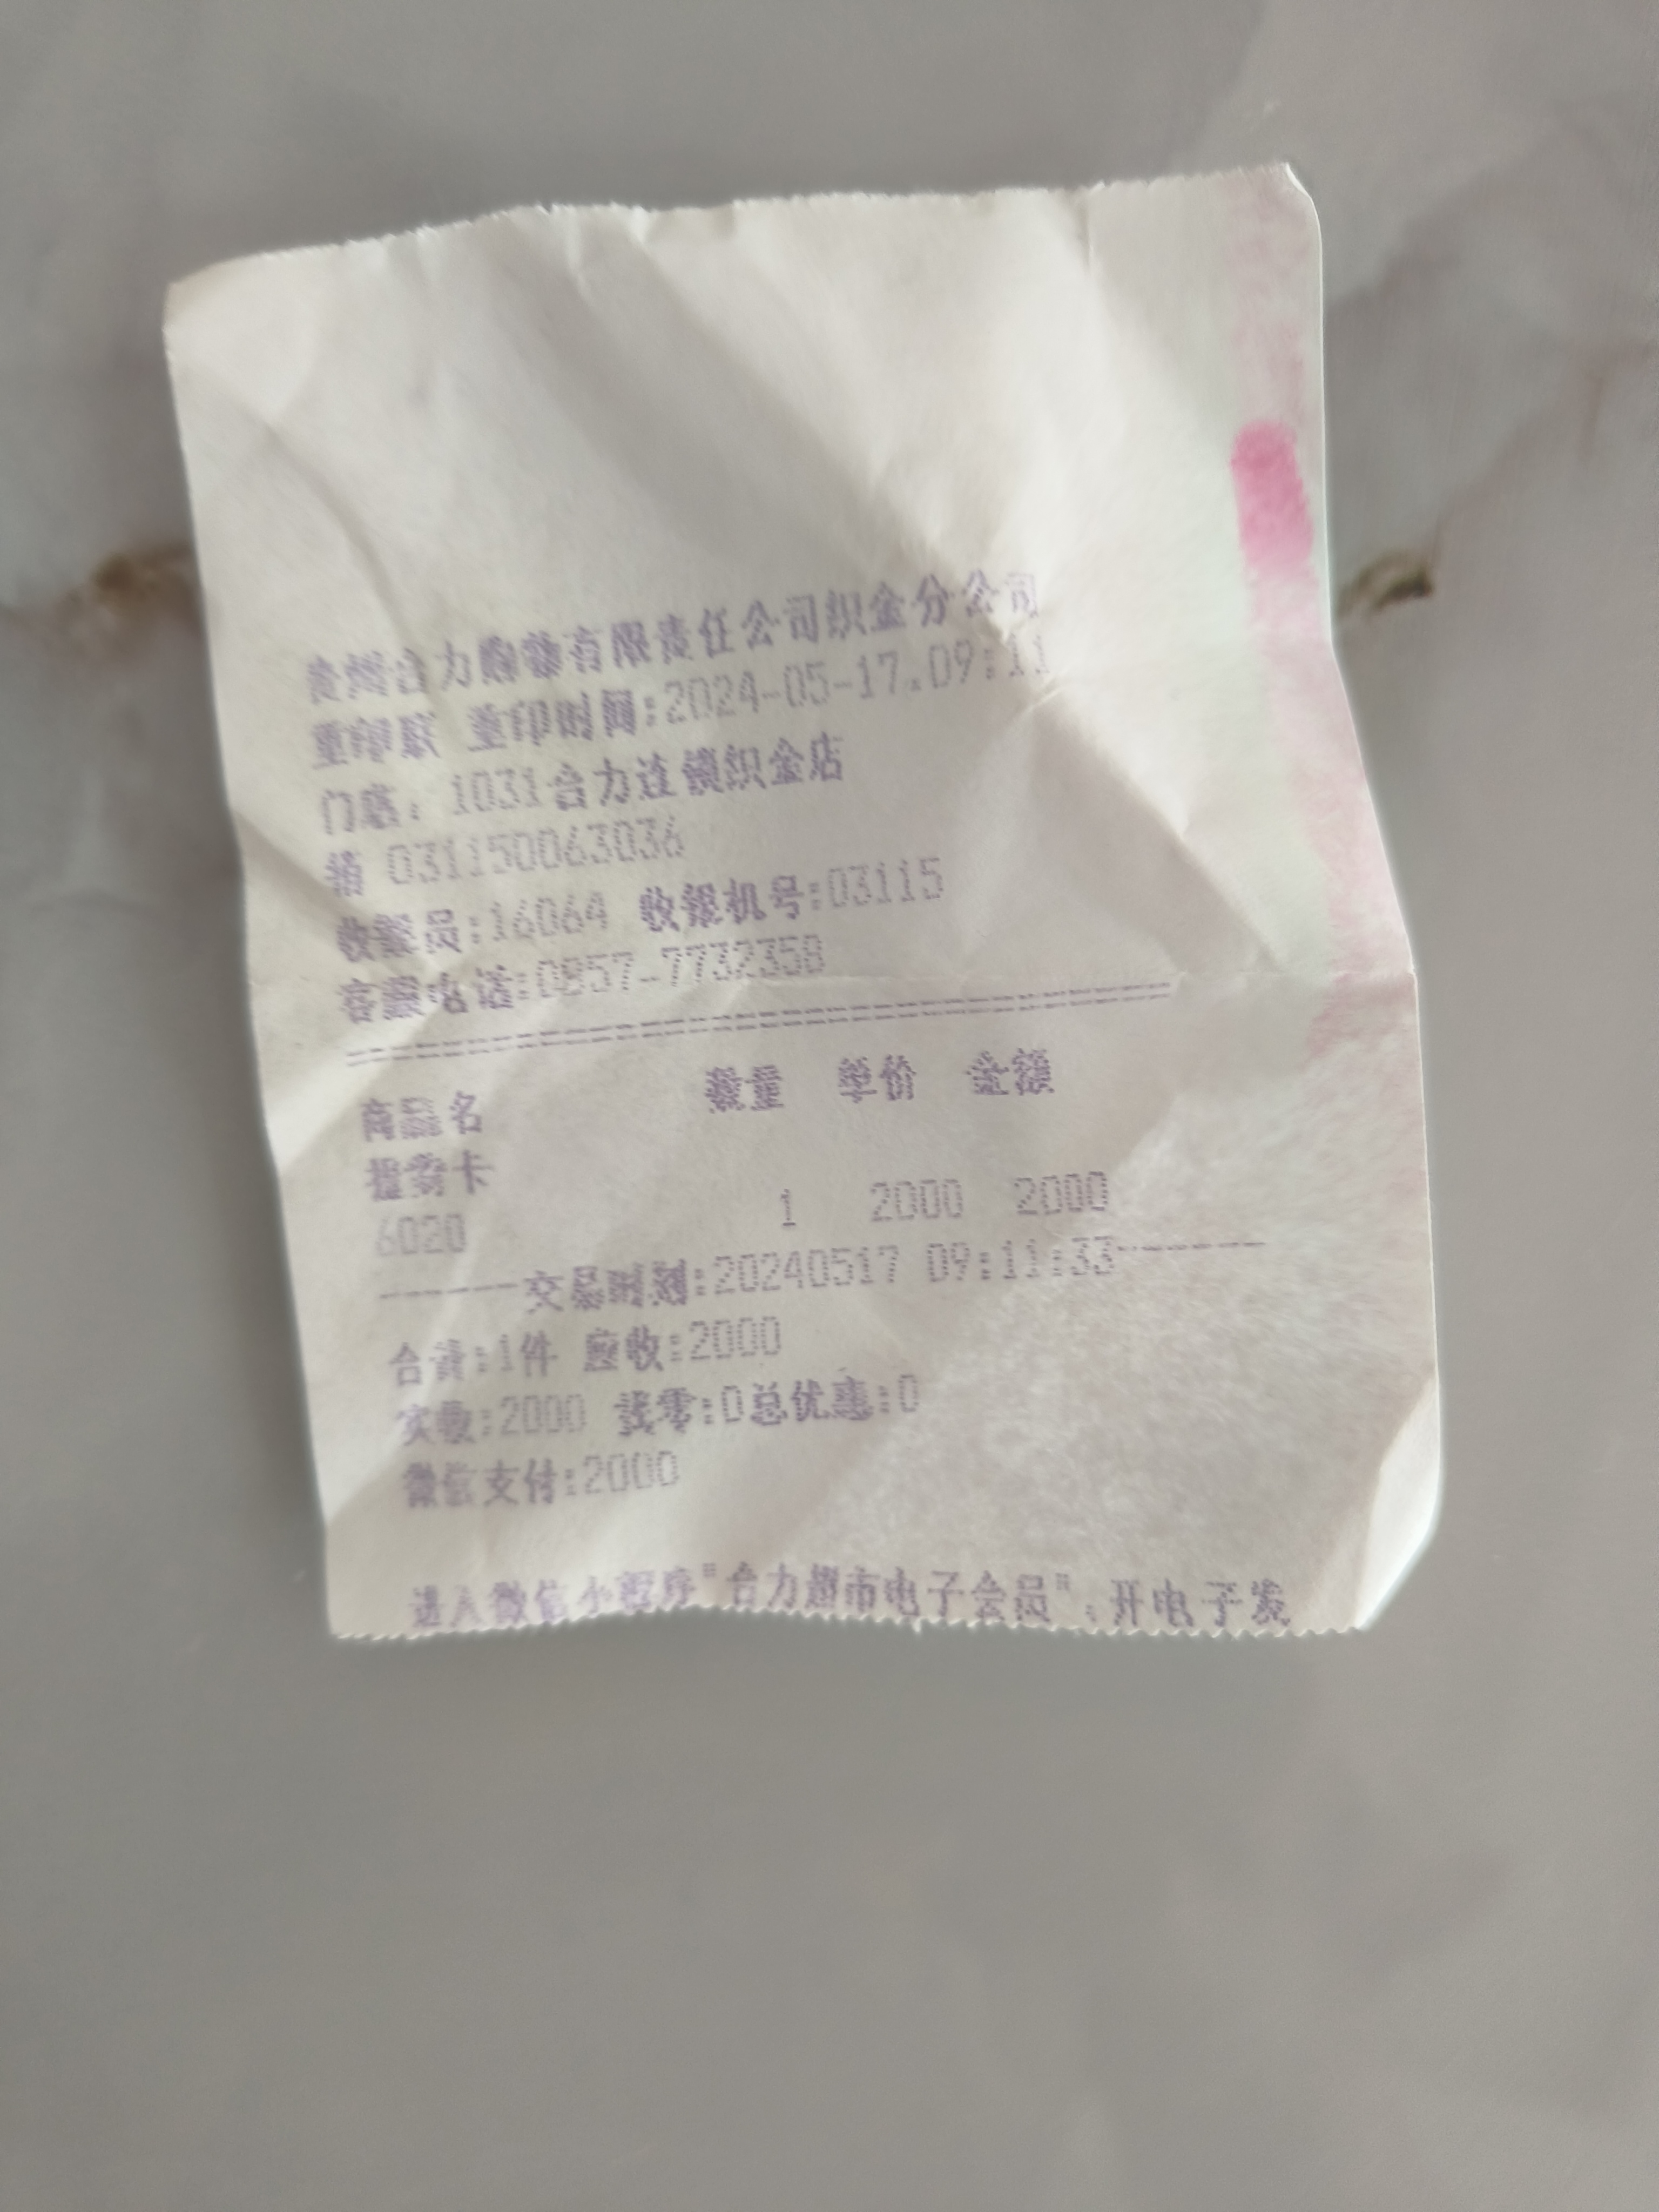 贵州合力购物有限责任公司织金分公司
重印联 重印时间:2024-05-17.09:11
门店: 1031合力连锁织金店
销 031150063036
收银员:16064 收银机号:03115
客服电话:0857-7732358
商品名 数量 单价 金额
提货卡
6020 1 2000 2000
------交易时刻:20240517 09:11:33------
合计:1件 应收:2000
实收:2000 找零:0总优惠:0
微信支付:2000
进入微信小程序"合力超市电子会员",开电子发